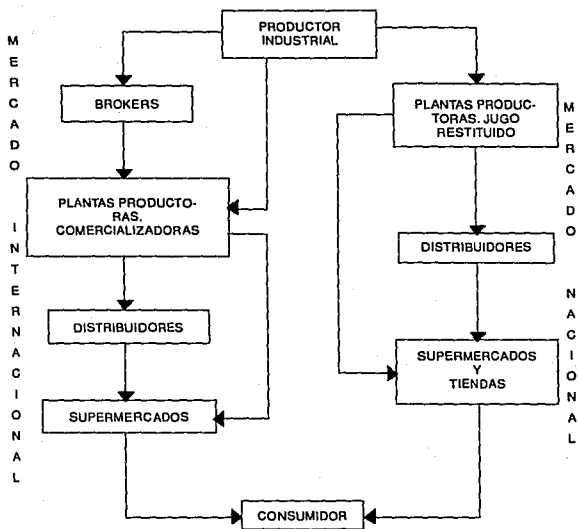 PRODUCTOR
INDUSTRIAL
MERCADO INTERNACIONAL
BROKERS
PLANTAS PRODUC-
TORAS. JUGO
RESTITUIDO
MERCADO NACIONAL
PLANTAS PRODUCTO-
RAS.
COMERCIALIZADORAS
DISTRIBUIDORES
DISTRIBUIDORES
SUPERMERCADOS
Y
TIENDAS
SUPERMERCADOS
CONSUMIDOR